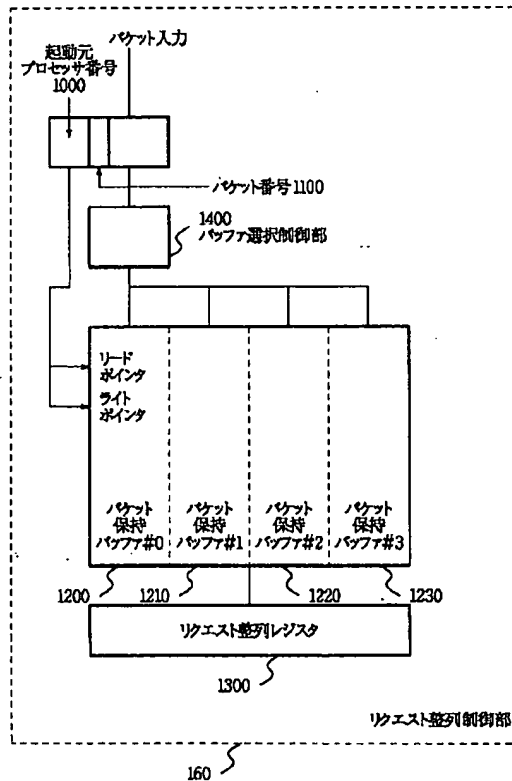 パケット入力
起動元
プロセッサ番号
1000
パケット番号1100
1400
バッファ選択制御部
リード
ポインタ
ライト
ポインタ
パケット
保持
バッファ#0
パケット
保持
バッファ#1
パケット
保持
バッファ#2
パケット
保持
バッファ#3
1200
1210
1220
1230
リクエスト整列レジスタ
1300
リクエスト整列制御部
160